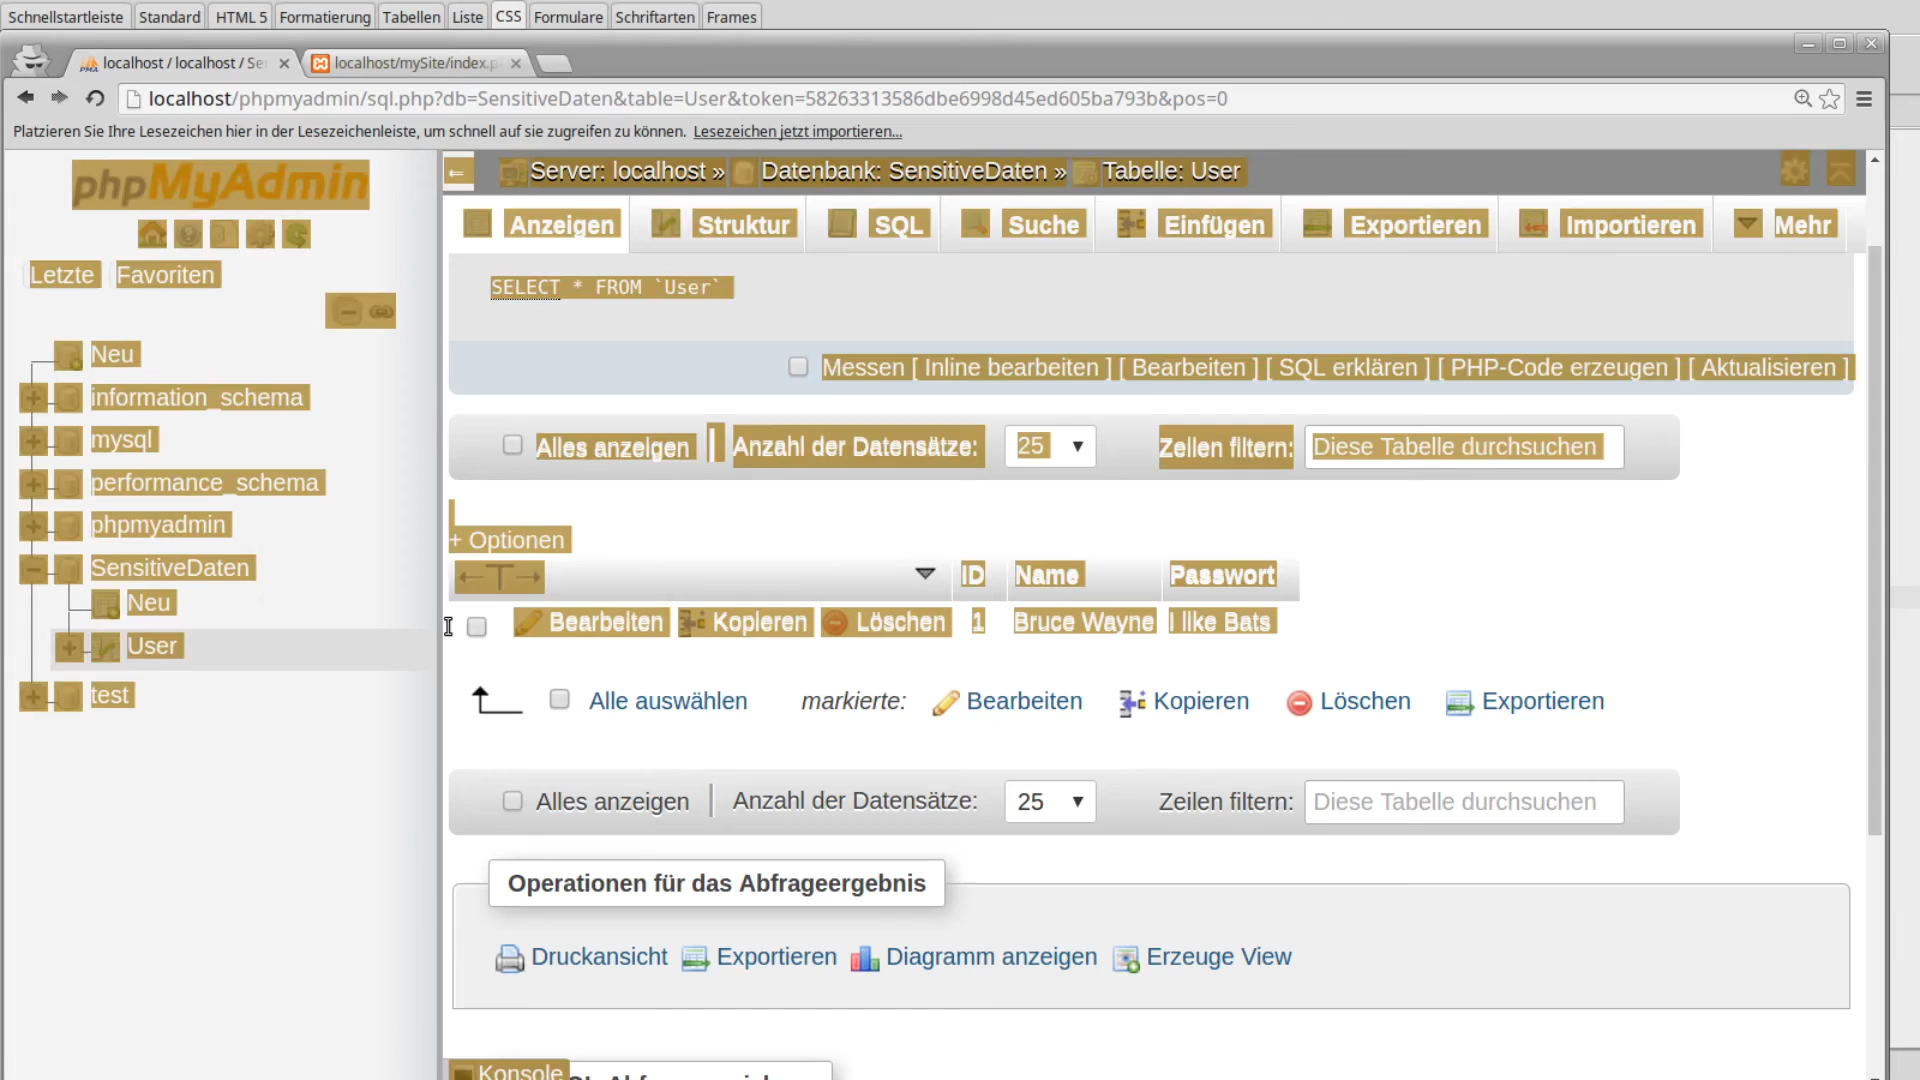 Schnellstartleiste Standard HTML 5 Formatierung Tabellen Liste CSS Formulare Schriftarten Frames
localhost / localhost / Se localhost/mySite/index.p
localhost/phpmyadmin/sql.php?db=SensitiveDaten&table=User&token=58263313586dbe6998d45ed605ba793b&pos=0
Platzieren Sie Ihre Lesezeichen hier in der Lesezeichenleiste, um schnell auf sie zugreifen zu können. Lesezeichen jetzt importieren...
phpMyAdmin
Letzte Favoriten
Neu
information_schema
mysql
performance_schema
phpmyadmin
SensitiveDaten
Neu
User
test
Server: localhost » Datenbank: SensitiveDaten » Tabelle: User
Anzeigen Struktur SQL Suche Einfügen Exportieren Importieren Mehr
SELECT * FROM `User`
Messen [ Inline bearbeiten ] [ Bearbeiten ] [ SQL erklären ] [ PHP-Code erzeugen ] [ Aktualisieren ]
Alles anzeigen | Anzahl der Datensätze: 25 Zeilen filtern: Diese Tabelle durchsuchen
+ Optionen
←T→ ID Name Passwort
Bearbeiten Kopieren Löschen 1 Bruce Wayne I lIke Bats
Alle auswählen markierte: Bearbeiten Kopieren Löschen Exportieren
Alles anzeigen | Anzahl der Datensätze: 25 Zeilen filtern: Diese Tabelle durchsuchen
Operationen für das Abfrageergebnis
Druckansicht Exportieren Diagramm anzeigen Erzeuge View
Konsole